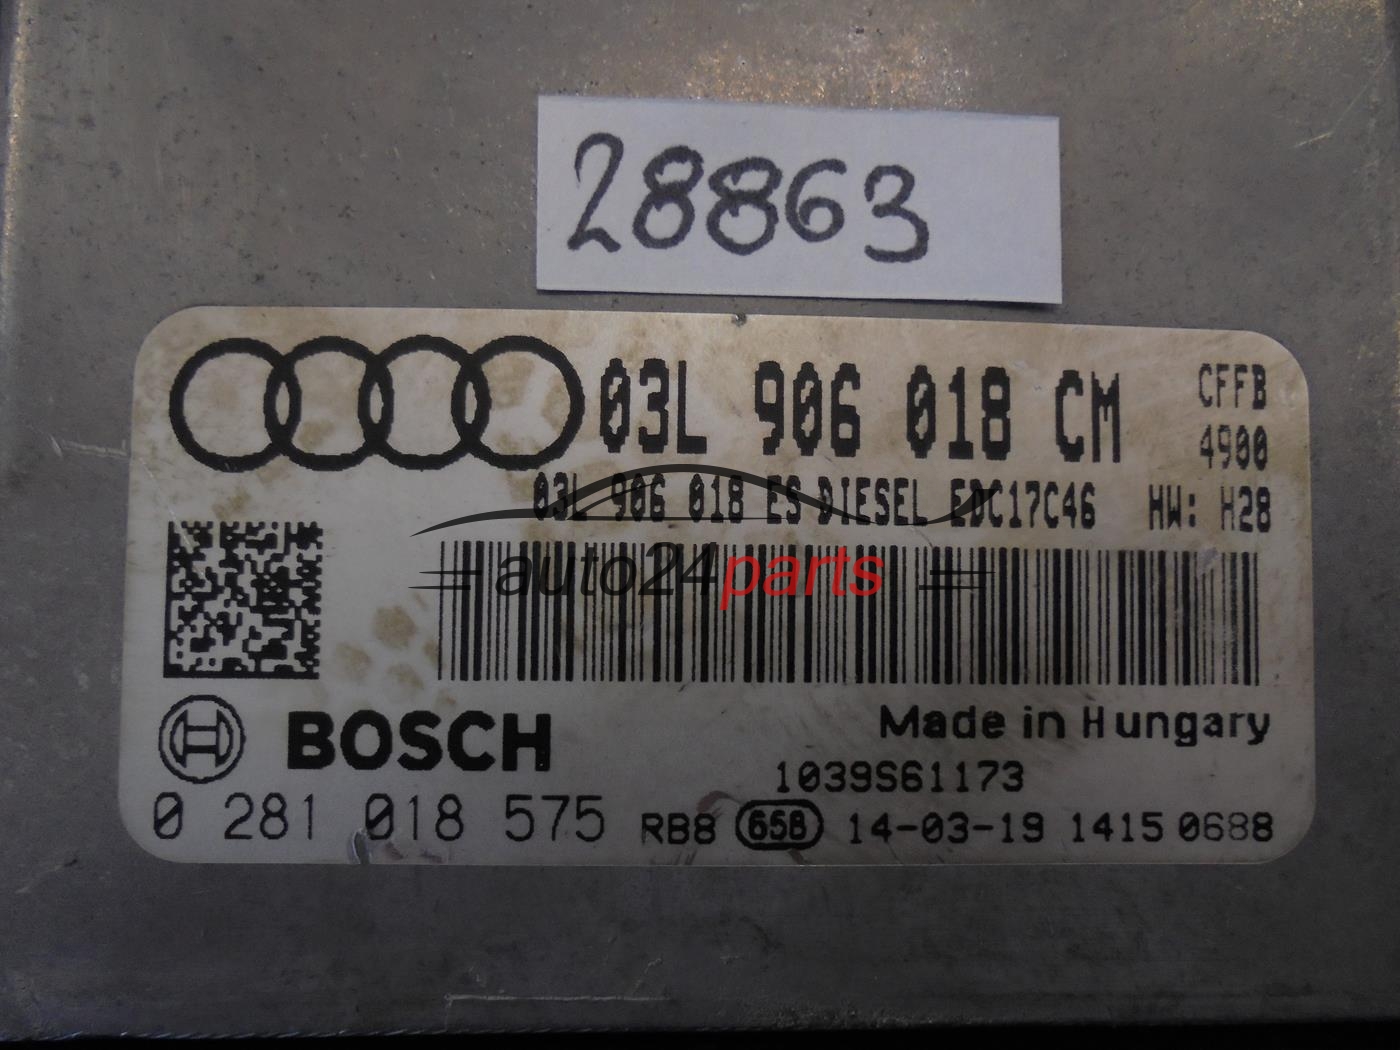 28863
03L 906 018 CM
CFFB
4900
03L 906 018 ES DIESEL EDC17C46 HW: H28
auto24parts
BOSCH
Made in Hungary
1039S61173
0 281 018 575 RB8 65B 14-03-19 1415 0688